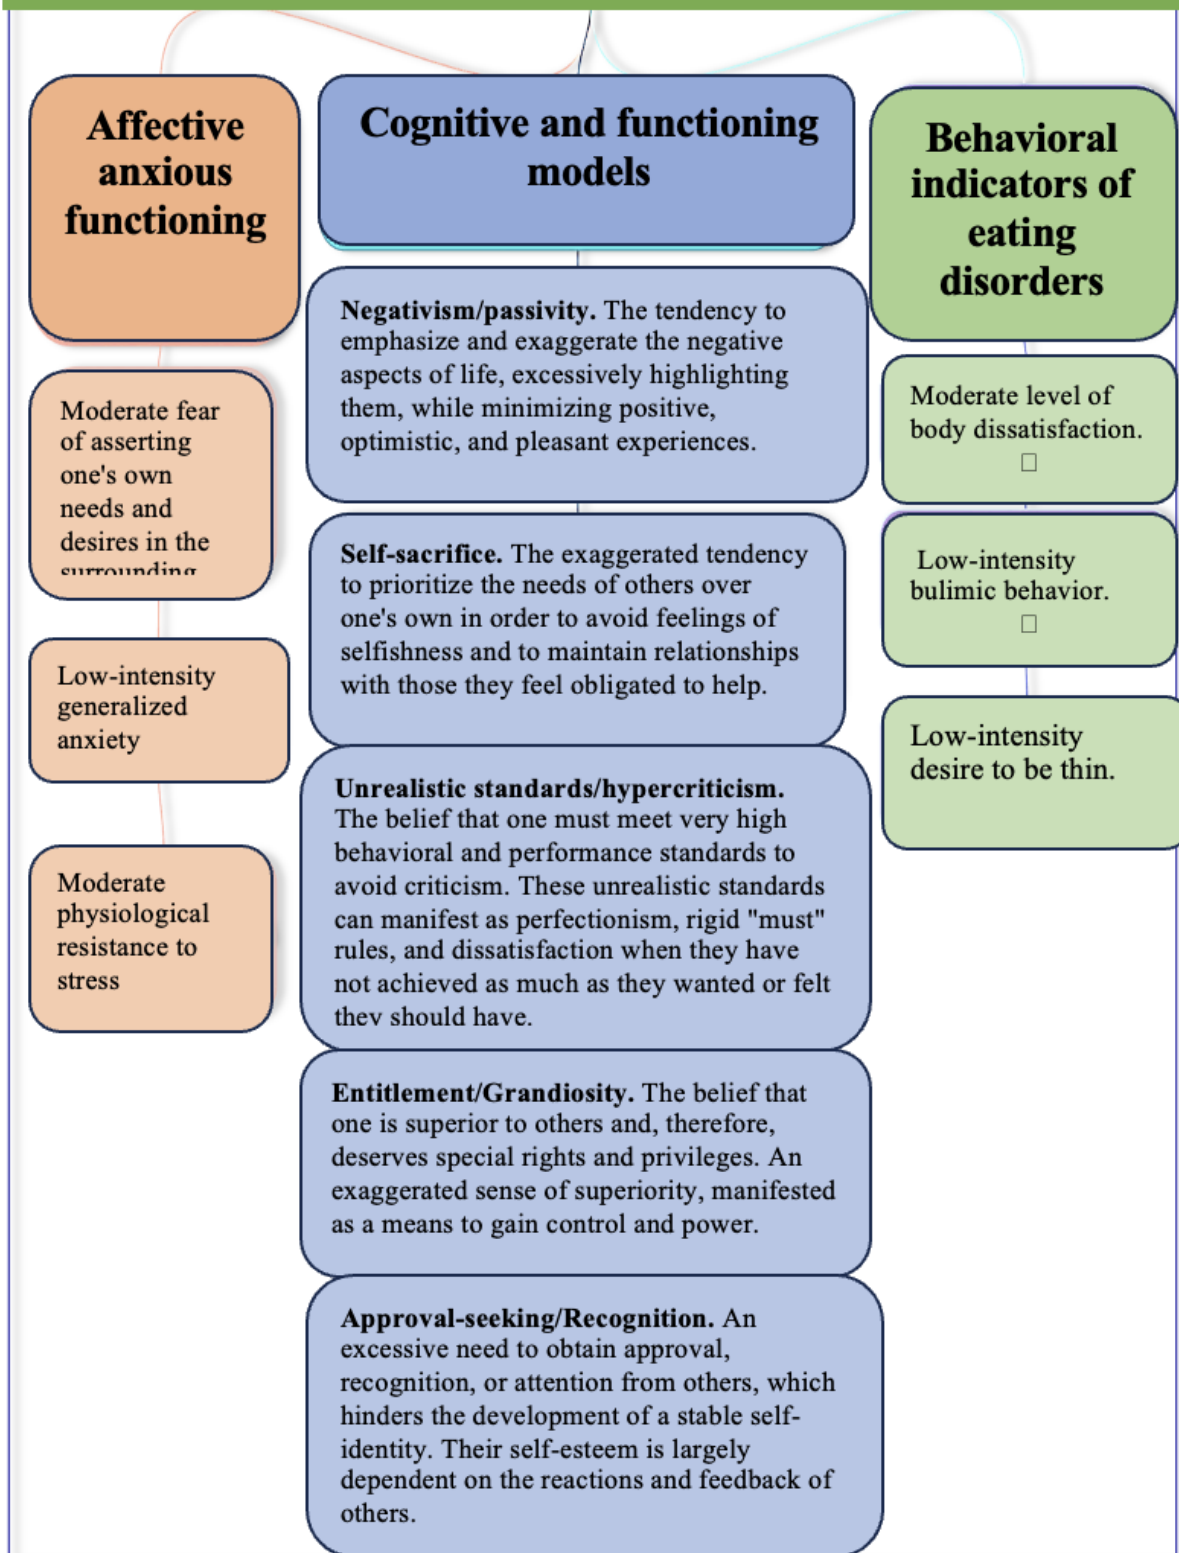 Affective
anxious
functioning
Moderate fear
of asserting
one's own
needs and
desires in the
surrounding
Low-intensity
generalized
anxiety
Moderate
physiological
resistance to
stress
Cognitive and functioning
models
Negativism/passivity. The tendency to
emphasize and exaggerate the negative
aspects of life, excessively highlighting
them, while minimizing positive,
optimistic, and pleasant experiences.
Self-sacrifice. The exaggerated tendency
to prioritize the needs of others over
one's own in order to avoid feelings of
selfishness and to maintain relationships
with those they feel obligated to help.
Unrealistic standards/hypercriticism.
The belief that one must meet very high
behavioral and performance standards to
avoid criticism. These unrealistic standards
can manifest as perfectionism, rigid "must"
rules, and dissatisfaction when they have
not achieved as much as they wanted or felt
they should have.
Entitlement/Grandiosity. The belief that
one is superior to others and, therefore,
deserves special rights and privileges. An
exaggerated sense of superiority, manifested
as a means to gain control and power.
Approval-seeking/Recognition. An
excessive need to obtain approval,
recognition, or attention from others, which
hinders the development of a stable self-
identity. Their self-esteem is largely
dependent on the reactions and feedback of
others.
Behavioral
indicators of
eating
disorders
Moderate level of
body dissatisfaction.
Low-intensity
bulimic behavior.
Low-intensity
desire to be thin.